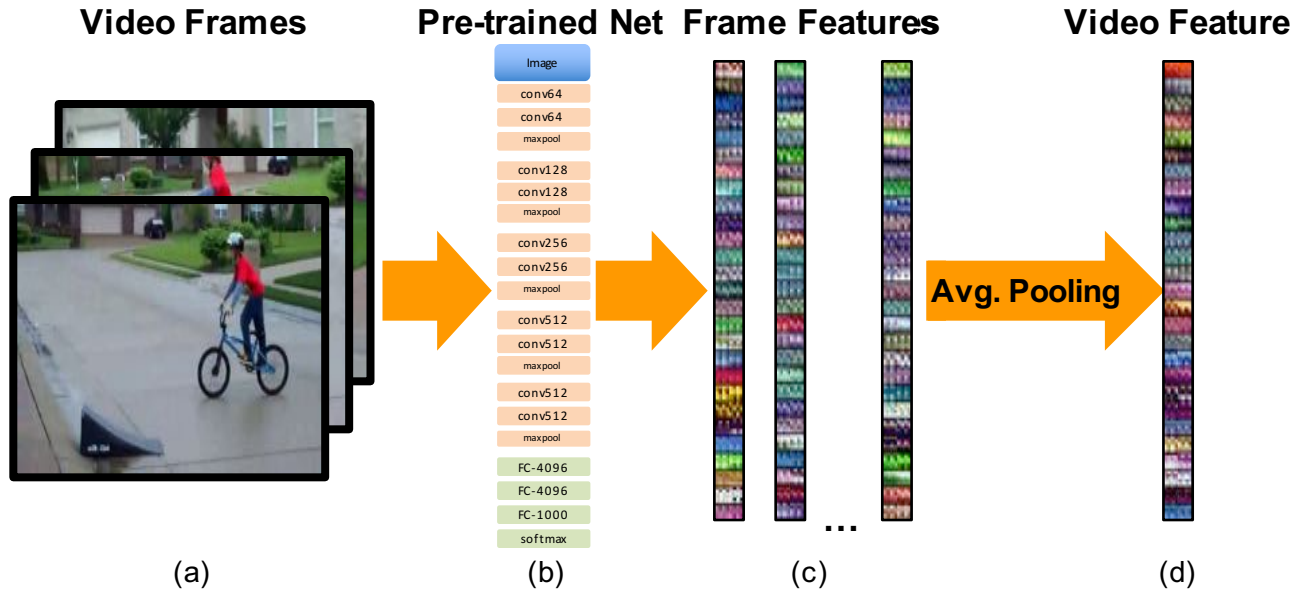 Video Frames
Pre-trained Net
Frame Features
Video Feature
Image
conv64
conv64
maxpool
conv128
conv128
maxpool
conv256
conv256
maxpool
conv512
conv512
maxpool
conv512
conv512
maxpool
FC-4096
FC-4096
FC-1000
softmax
...
Avg. Pooling
(a)
(b)
(c)
(d)